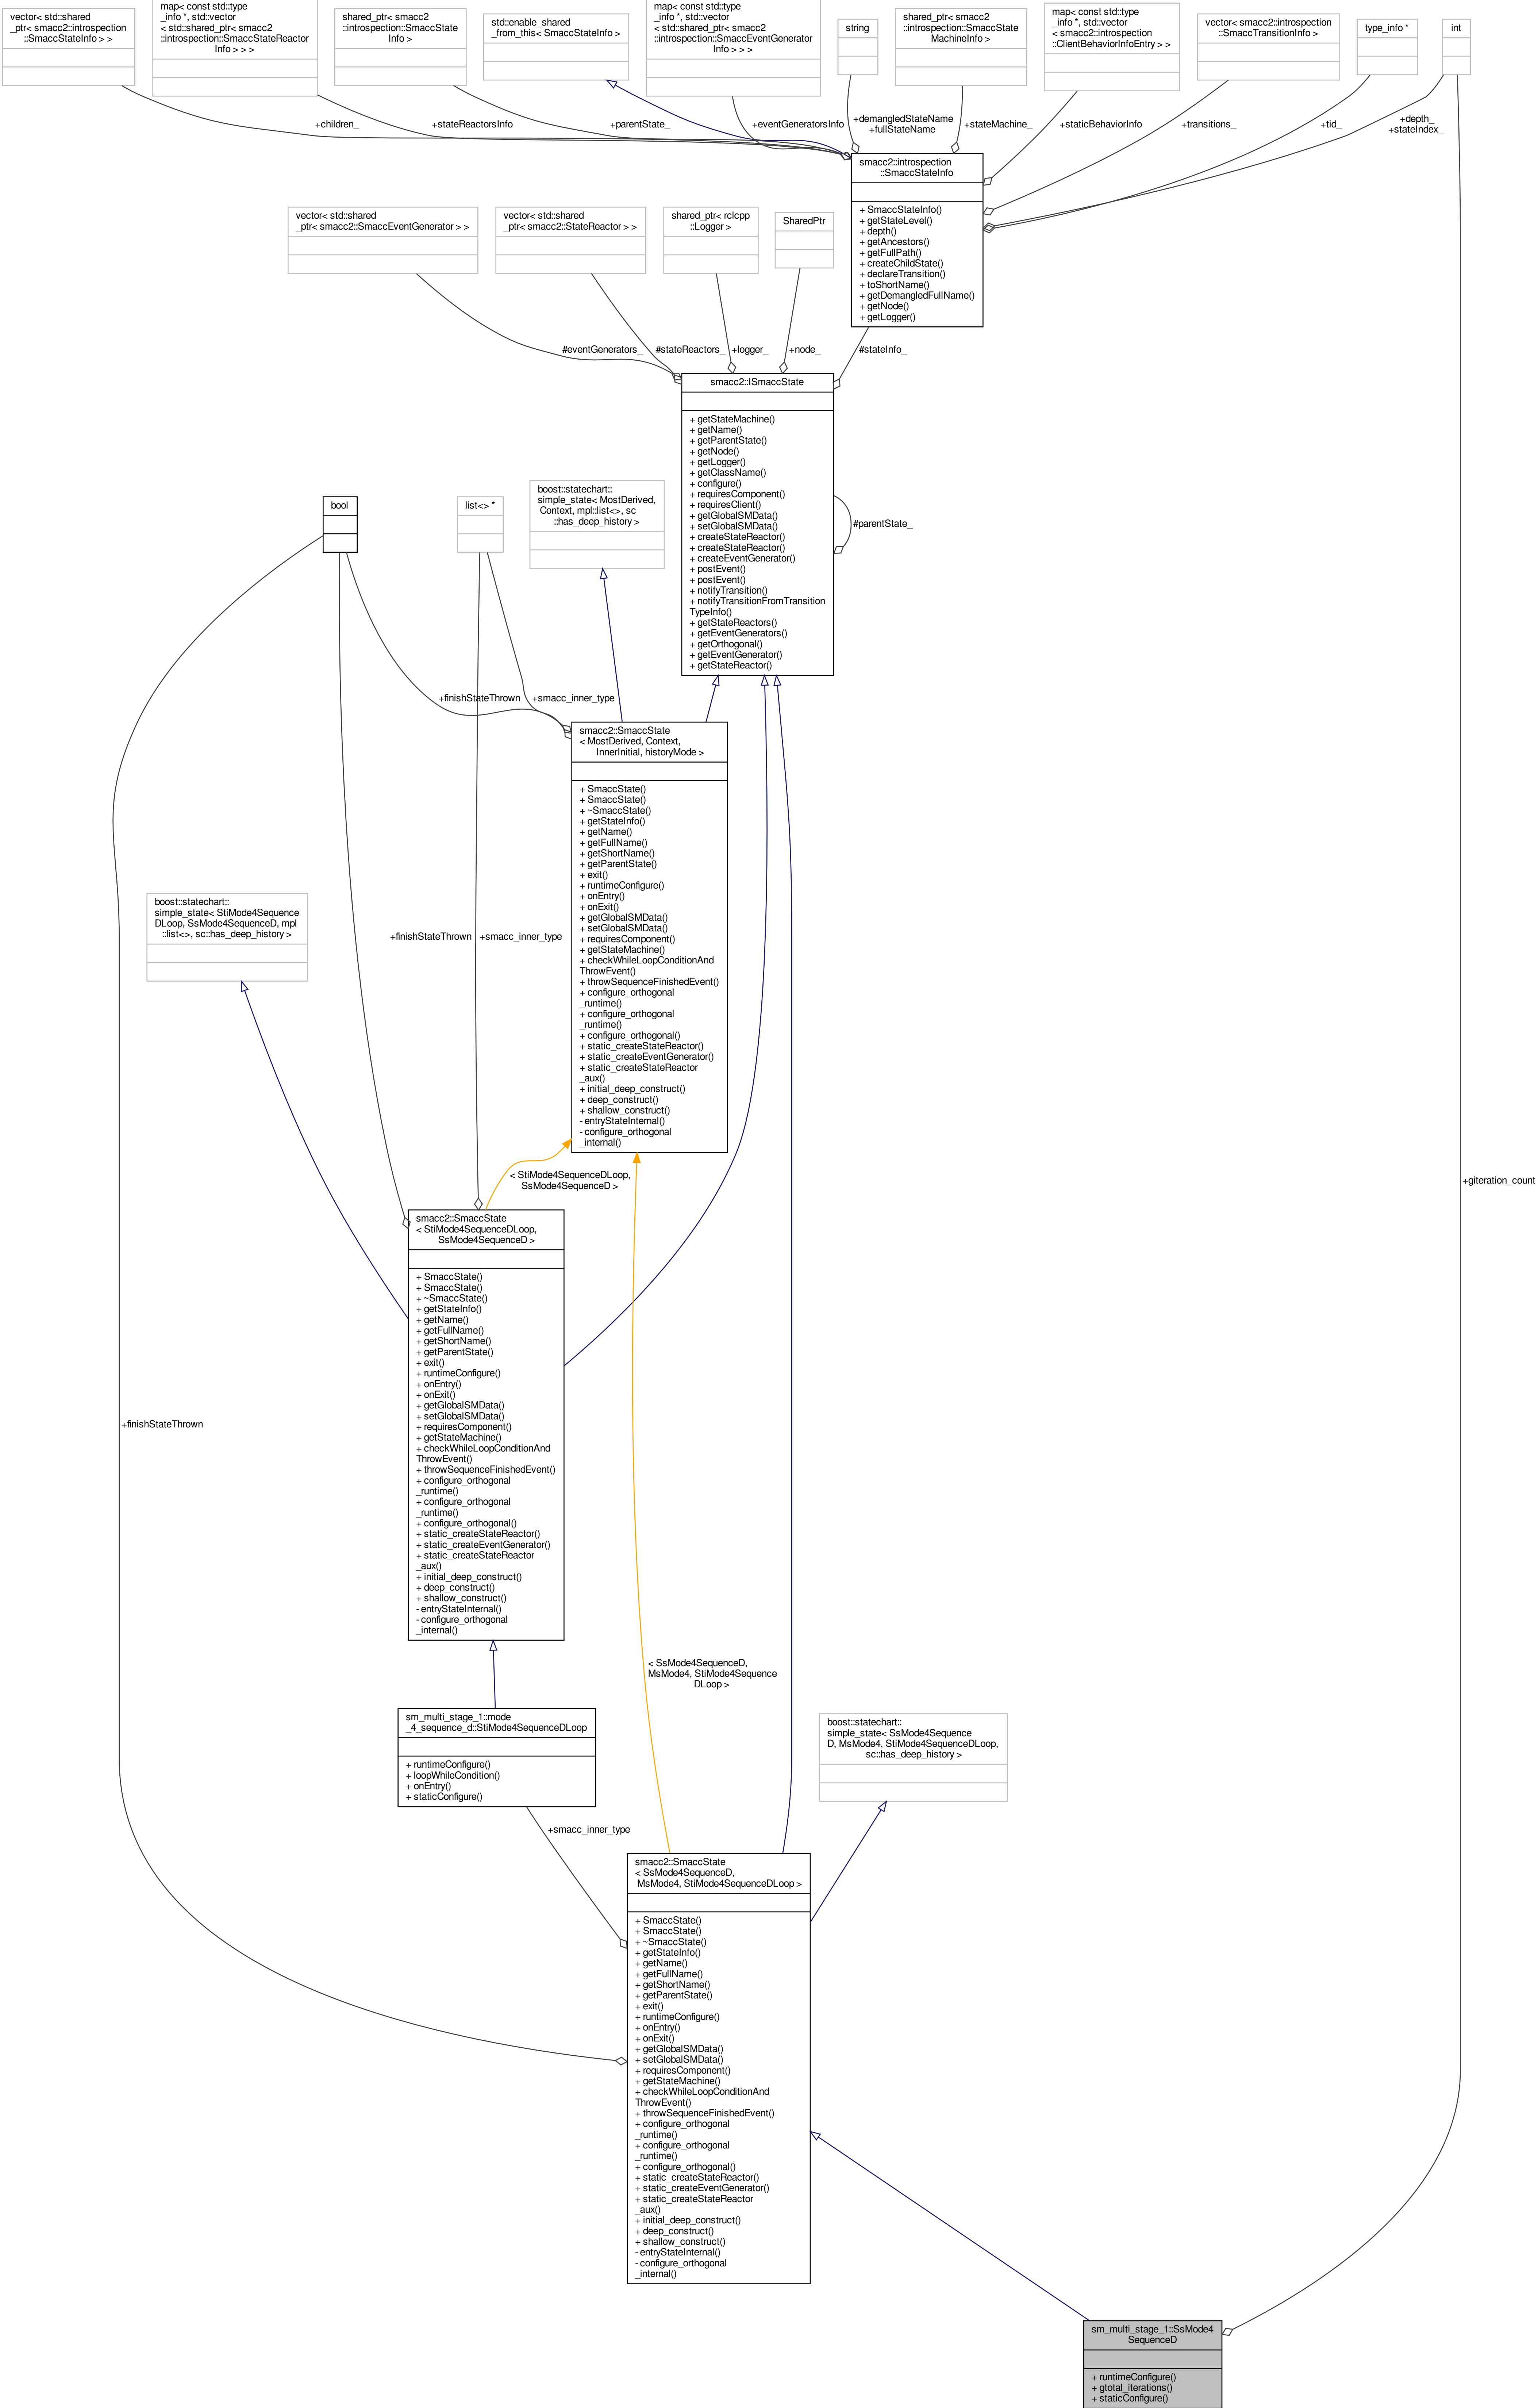 vector< std::shared
_ptr< smacc2::introspection
::SmaccStateInfo > >
map< const std::type
_info *, std::vector
< std::shared_ptr< smacc2
::introspection::SmaccStateReactor
Info > > >
shared_ptr< smacc2
::introspection::SmaccState
Info >
std::enable_shared
_from_this< SmaccStateInfo >
map< const std::type
_info *, std::vector
< std::shared_ptr< smacc2
::introspection::SmaccEventGenerator
Info > > >
string
shared_ptr< smacc2
::introspection::SmaccState
MachineInfo >
map< const std::type
_info *, std::vector
< smacc2::introspection
::ClientBehaviorInfoEntry > >
vector< smacc2::introspection
::SmaccTransitionInfo >
type_info *
int
+children_
+stateReactorsInfo
+parentState_
+eventGeneratorsInfo
+demangledStateName
+fullStateName
+stateMachine_
+staticBehaviorInfo
+transitions_
+tid_
+depth_
+stateIndex_
smacc2::introspection
::SmaccStateInfo
+ SmaccStateInfo()
+ getStateLevel()
+ depth()
+ getAncestors()
+ getFullPath()
+ createChildState()
+ declareTransition()
+ toShortName()
+ getDemangledFullName()
+ getNode()
+ getLogger()
vector< std::shared
_ptr< smacc2::SmaccEventGenerator > >
vector< std::shared
_ptr< smacc2::StateReactor > >
shared_ptr< rclcpp
::Logger >
SharedPtr
#eventGenerators_
#stateReactors_
+logger_
+node_
#stateInfo_
smacc2::ISmaccState
+ getStateMachine()
+ getName()
+ getParentState()
+ getNode()
+ getLogger()
+ getClassName()
+ configure()
+ requiresComponent()
+ requiresClient()
+ getGlobalSMData()
+ setGlobalSMData()
+ createStateReactor()
+ createStateReactor()
+ createEventGenerator()
+ postEvent()
+ postEvent()
+ notifyTransition()
+ notifyTransitionFromTransition
TypeInfo()
+ getStateReactors()
+ getEventGenerators()
+ getOrthogonal()
+ getEventGenerator()
+ getStateReactor()
#parentState_
bool
list<> *
boost::statechart::
simple_state< MostDerived,
Context, mpl::list<>, sc
::has_deep_history >
+finishStateThrown
+smacc_inner_type
smacc2::SmaccState
< MostDerived, Context,
InnerInitial, historyMode >
+ SmaccState()
+ SmaccState()
+ ~SmaccState()
+ getStateInfo()
+ getName()
+ getFullName()
+ getShortName()
+ getParentState()
+ exit()
+ runtimeConfigure()
+ onEntry()
+ onExit()
+ getGlobalSMData()
+ setGlobalSMData()
+ requiresComponent()
+ getStateMachine()
+ checkWhileLoopConditionAnd
ThrowEvent()
+ throwSequenceFinishedEvent()
+ configure_orthogonal
_runtime()
+ configure_orthogonal
_runtime()
+ configure_orthogonal()
+ static_createStateReactor()
+ static_createEventGenerator()
+ static_createStateReactor
_aux()
+ initial_deep_construct()
+ deep_construct()
+ shallow_construct()
- entryStateInternal()
- configure_orthogonal
_internal()
boost::statechart::
simple_state< StiMode4Sequence
DLoop, SsMode4SequenceD, mpl
::list<>, sc::has_deep_history >
+finishStateThrown
+smacc_inner_type
< StiMode4SequenceDLoop,
SsMode4SequenceD >
+giteration_count
smacc2::SmaccState
< StiMode4SequenceDLoop,
SsMode4SequenceD >
+ SmaccState()
+ SmaccState()
+ ~SmaccState()
+ getStateInfo()
+ getName()
+ getFullName()
+ getShortName()
+ getParentState()
+ exit()
+ runtimeConfigure()
+ onEntry()
+ onExit()
+ getGlobalSMData()
+ setGlobalSMData()
+ requiresComponent()
+ getStateMachine()
+ checkWhileLoopConditionAnd
ThrowEvent()
+ throwSequenceFinishedEvent()
+ configure_orthogonal
_runtime()
+ configure_orthogonal
_runtime()
+ configure_orthogonal()
+ static_createStateReactor()
+ static_createEventGenerator()
+ static_createStateReactor
_aux()
+ initial_deep_construct()
+ deep_construct()
+ shallow_construct()
- entryStateInternal()
- configure_orthogonal
_internal()
+finishStateThrown
< SsMode4SequenceD,
MsMode4, StiMode4Sequence
DLoop >
sm_multi_stage_1::mode
_4_sequence_d::StiMode4SequenceDLoop
+ runtimeConfigure()
+ loopWhileCondition()
+ onEntry()
+ staticConfigure()
boost::statechart::
simple_state< SsMode4Sequence
D, MsMode4, StiMode4SequenceDLoop,
sc::has_deep_history >
+smacc_inner_type
smacc2::SmaccState
< SsMode4SequenceD,
MsMode4, StiMode4SequenceDLoop >
+ SmaccState()
+ SmaccState()
+ ~SmaccState()
+ getStateInfo()
+ getName()
+ getFullName()
+ getShortName()
+ getParentState()
+ exit()
+ runtimeConfigure()
+ onEntry()
+ onExit()
+ getGlobalSMData()
+ setGlobalSMData()
+ requiresComponent()
+ getStateMachine()
+ checkWhileLoopConditionAnd
ThrowEvent()
+ throwSequenceFinishedEvent()
+ configure_orthogonal
_runtime()
+ configure_orthogonal
_runtime()
+ configure_orthogonal()
+ static_createStateReactor()
+ static_createEventGenerator()
+ static_createStateReactor
_aux()
+ initial_deep_construct()
+ deep_construct()
+ shallow_construct()
- entryStateInternal()
- configure_orthogonal
_internal()
sm_multi_stage_1::SsMode4
SequenceD
+ runtimeConfigure()
+ gtotal_iterations()
+ staticConfigure()